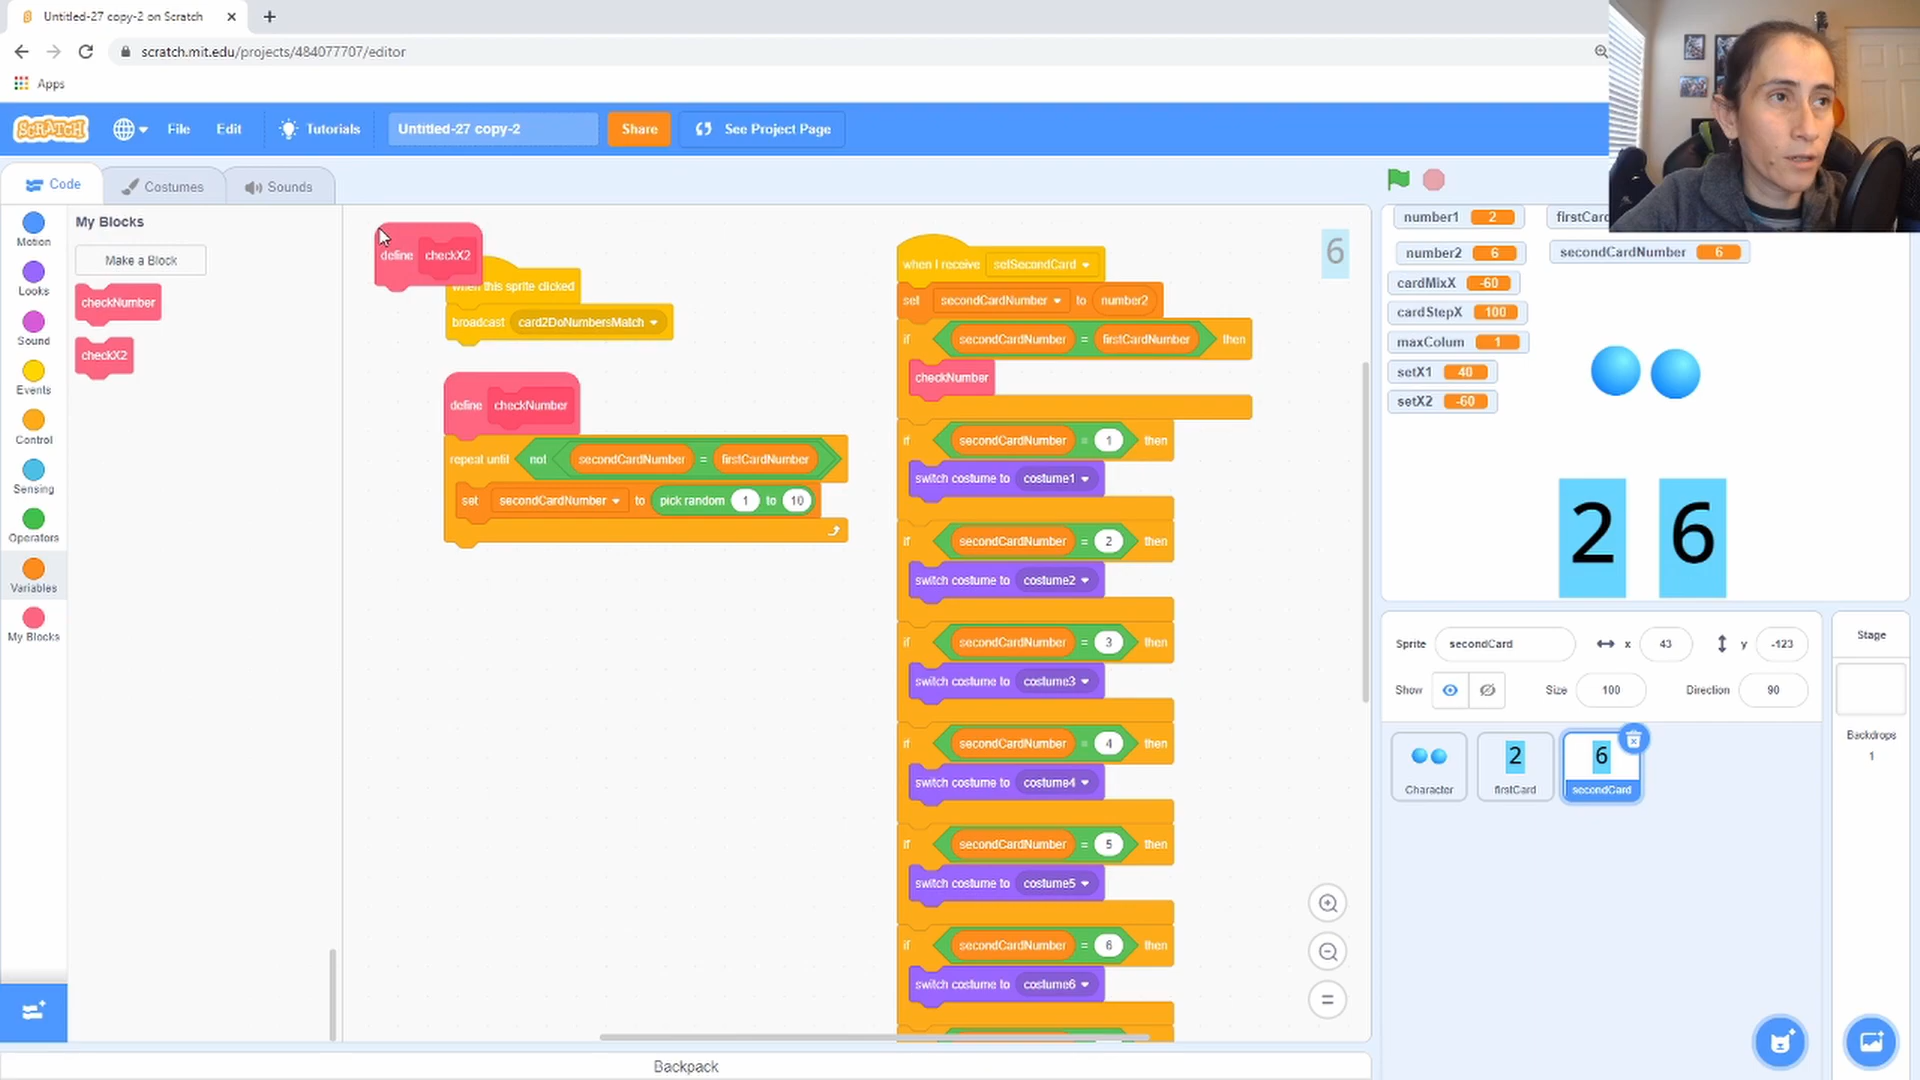 Untitled-27 copy-2 on Scratch
scratch.mit.edu/projects/484077707/editor
Apps
SCRATCH
File
Edit
Tutorials
Untitled-27 copy-2
Share
See Project Page
Code
Costumes
Sounds
Motion
Looks
Sound
Events
Control
Sensing
Operators
Variables
My Blocks
My Blocks
Make a Block
checkNumber
checkX2
define checkX2
when this sprite clicked
broadcast card2DoNumbersMatch
define checkNumber
repeat until not secondCardNumber = firstCardNumber
set secondCardNumber to pick random 1 to 10
when I receive setSecondCard
set secondCardNumber to number2
if secondCardNumber = firstCardNumber then
checkNumber
if secondCardNumber = 1 then
switch costume to costume1
if secondCardNumber = 2 then
switch costume to costume2
if secondCardNumber = 3 then
switch costume to costume3
if secondCardNumber = 4 then
switch costume to costume4
if secondCardNumber = 5 then
switch costume to costume5
if secondCardNumber = 6 then
switch costume to costume6
6
number1 2
number2 6
secondCardNumber 6
cardMixX -60
cardStepX 100
maxColum 1
setX1 40
setX2 -60
2 6
Sprite secondCard x 43 y -123
Show Size 100 Direction 90
2
6
Character
firstCard
secondCard
Stage
Backdrops
1
Backpack